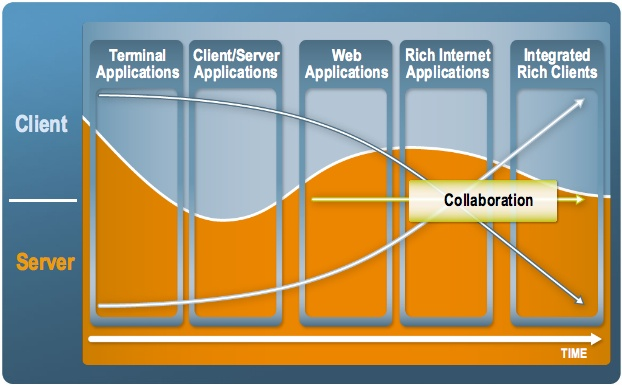 Terminal
Applications
Client/Server
Applications
Web
Applications
Rich Internet
Applications
Integrated
Rich Clients
Client
Collaboration
Server
TIME